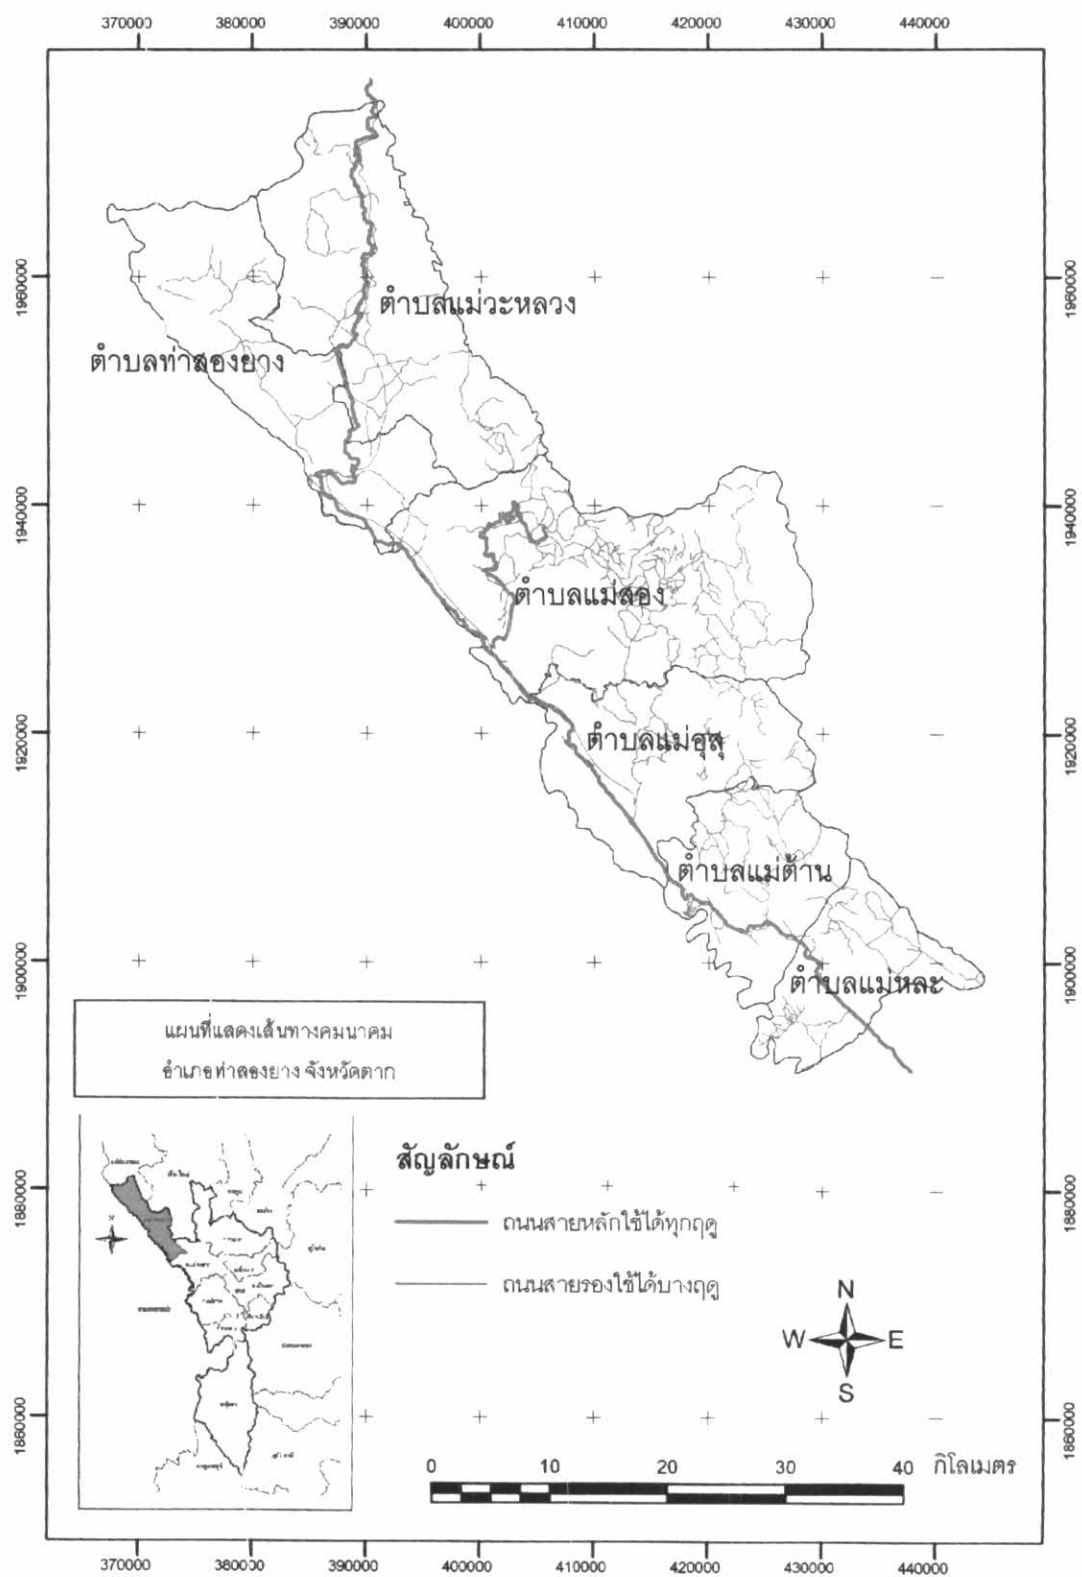 370000 380000 390000 400000 410000 420000 430000 440000
1960000
1960000
ตำบลแม่วะหลวง
ตำบลท่าสองยาง
1940000
1940000
ตำบลแม่สอง
1920000
1920000
ตำบลแม่อุสุ
ตำบลแม่ต้าน
1900000
1900000
ตำบลแม่หละ
แผนที่แสดงเส้นทางคมนาคม
อำเภอท่าสองยาง จังหวัดตาก
N
สัญลักษณ์
1880000
1880000
ถนนสายหลักใช้ได้ทุกฤดู
ถนนสายรองใช้ได้บางฤดู
N
W E
S
1860000
1860000
0 10 20 30 40 กิโลเมตร
370000 380000 390000 400000 410000 420000 430000 440000